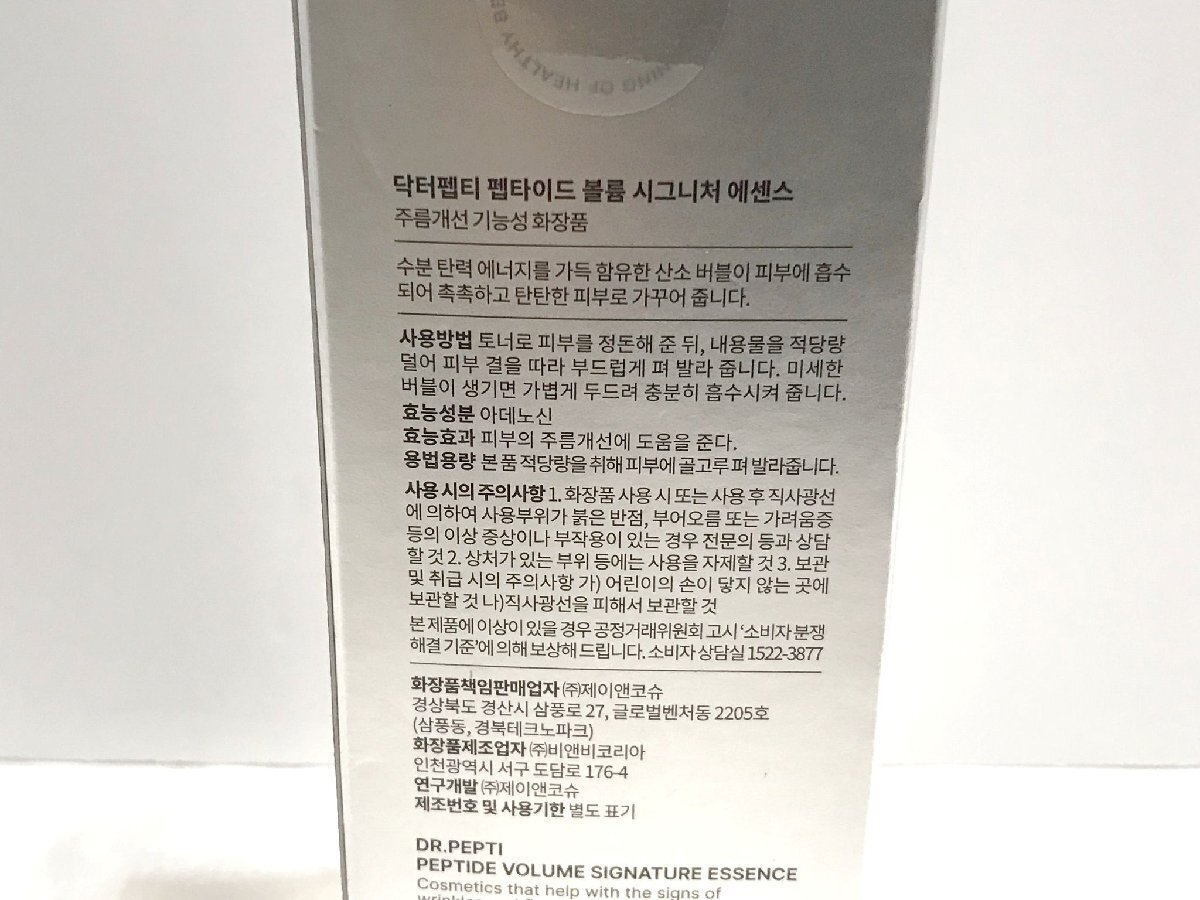 NING OF HEALTHY BE
닥터펩티 펩타이드 볼륨 시그니처 에센스
주름개선 기능성 화장품
수분 탄력 에너지를 가득 함유한 산소 버블이 피부에 흡수
되어 촉촉하고 탄탄한 피부로 가꾸어 줍니다.
사용방법 토너로 피부를 정돈해 준 뒤, 내용물을 적당량
덜어 피부 결을 따라 부드럽게 펴 발라 줍니다. 미세한
버블이 생기면 가볍게 두드려 충분히 흡수시켜 줍니다.
효능성분 아데노신
효능효과 피부의 주름개선에 도움을 준다.
용법용량 본 품 적당량을 취해 피부에 골고루 펴 발라줍니다.
사용 시의 주의사항 1. 화장품 사용 시 또는 사용 후 직사광선
에 의하여 사용부위가 붉은 반점, 부어오름 또는 가려움증
등의 이상 증상이나 부작용이 있는 경우 전문의 등과 상담
할 것 2. 상처가 있는 부위 등에는 사용을 자제할 것 3. 보관
및 취급 시의 주의사항 가) 어린이의 손이 닿지 않는 곳에
보관할 것 나)직사광선을 피해서 보관할 것
본 제품에 이상이 있을 경우 공정거래위원회 고시 ‘소비자 분쟁
해결 기준’에 의해 보상해 드립니다. 소비자 상담실 1522-3877
화장품책임판매업자 ㈜제이앤코슈
경상북도 경산시 삼풍로 27, 글로벌벤처동 2205호
(삼풍동, 경북테크노파크)
화장품제조업자 ㈜비앤비코리아
인천광역시 서구 도담로 176-4
연구개발 ㈜제이앤코슈
제조번호 및 사용기한 별도 표기
DR.PEPTI
PEPTIDE VOLUME SIGNATURE ESSENCE
Cosmetics that help with the signs of